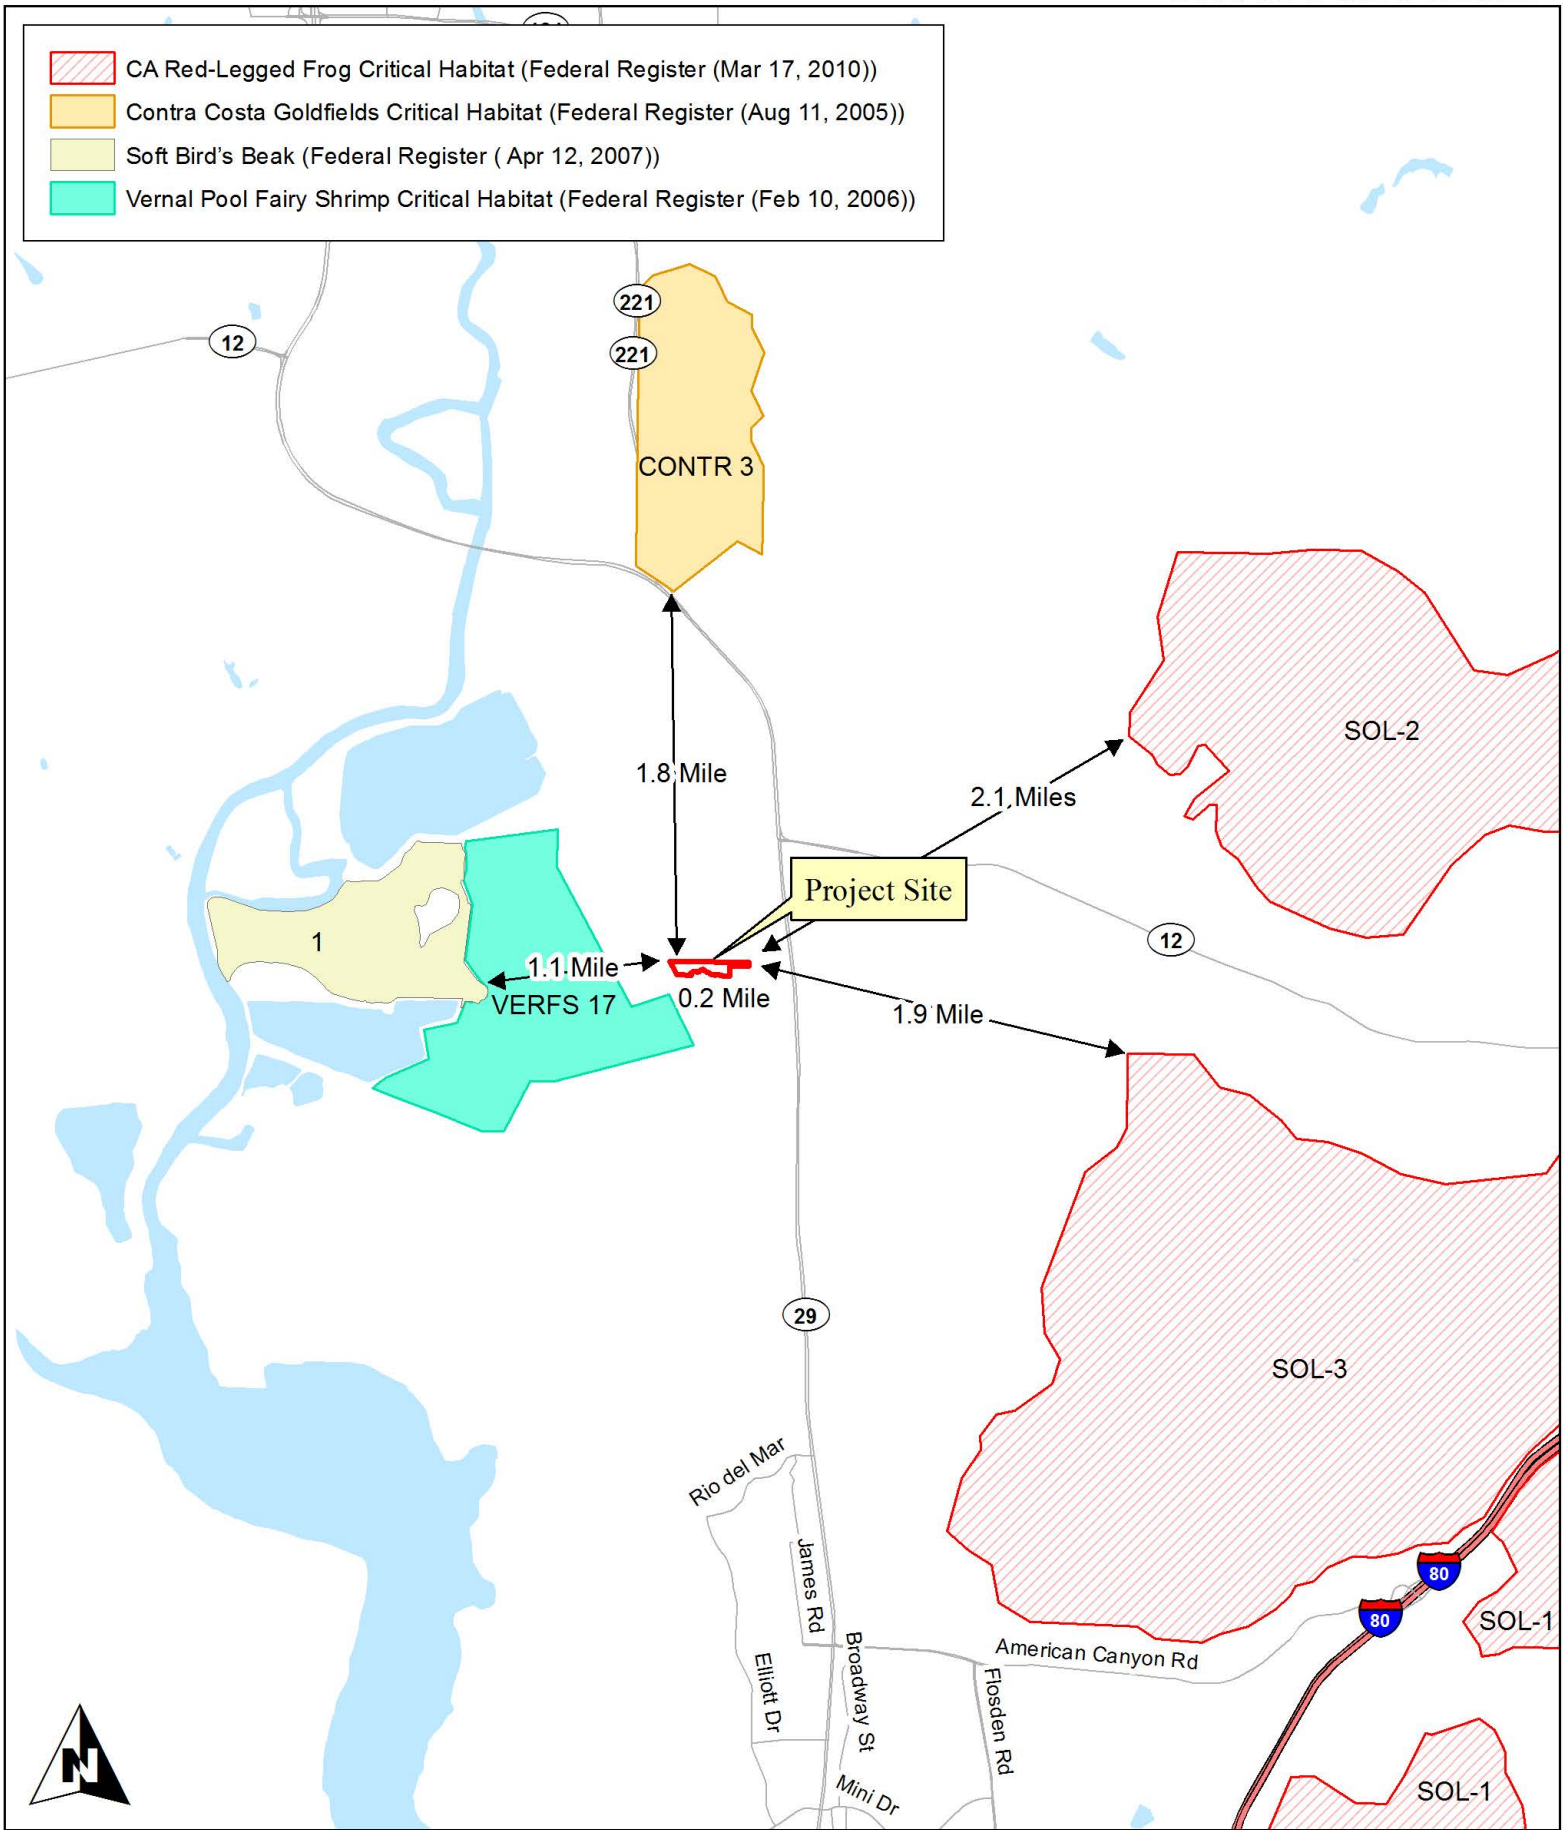 CA Red-Legged Frog Critical Habitat (Federal Register (Mar 17, 2010))
Contra Costa Goldfields Critical Habitat (Federal Register (Aug 11, 2005))
Soft Bird's Beak (Federal Register ( Apr 12, 2007))
Vernal Pool Fairy Shrimp Critical Habitat (Federal Register (Feb 10, 2006))
221
12
221
CONTR 3
SOL-2
1.8 Mile
2.1 Miles
Project Site
1
12
1.1 Mile
0.2 Mile
VERFS 17
1.9 Mile
29
SOL-3
Rio del Mar
James Rd
80
80
SOL-1
American Canyon Rd
Broadway St
Elliott Dr
Flosden Rd
N
Mini Dr
SOL-1